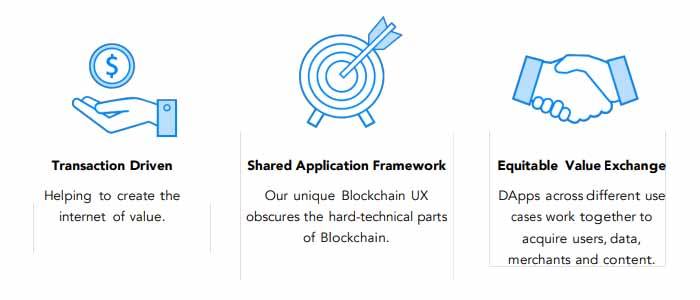 $
Transaction Driven
Helping to create the
internet of value.
Shared Application Framework
Our unique Blockchain UX
obscures the hard-technical parts
of Blockchain.
Equitable Value Exchange
DApps across different use
cases work together to
acquire users, data,
merchants and content.